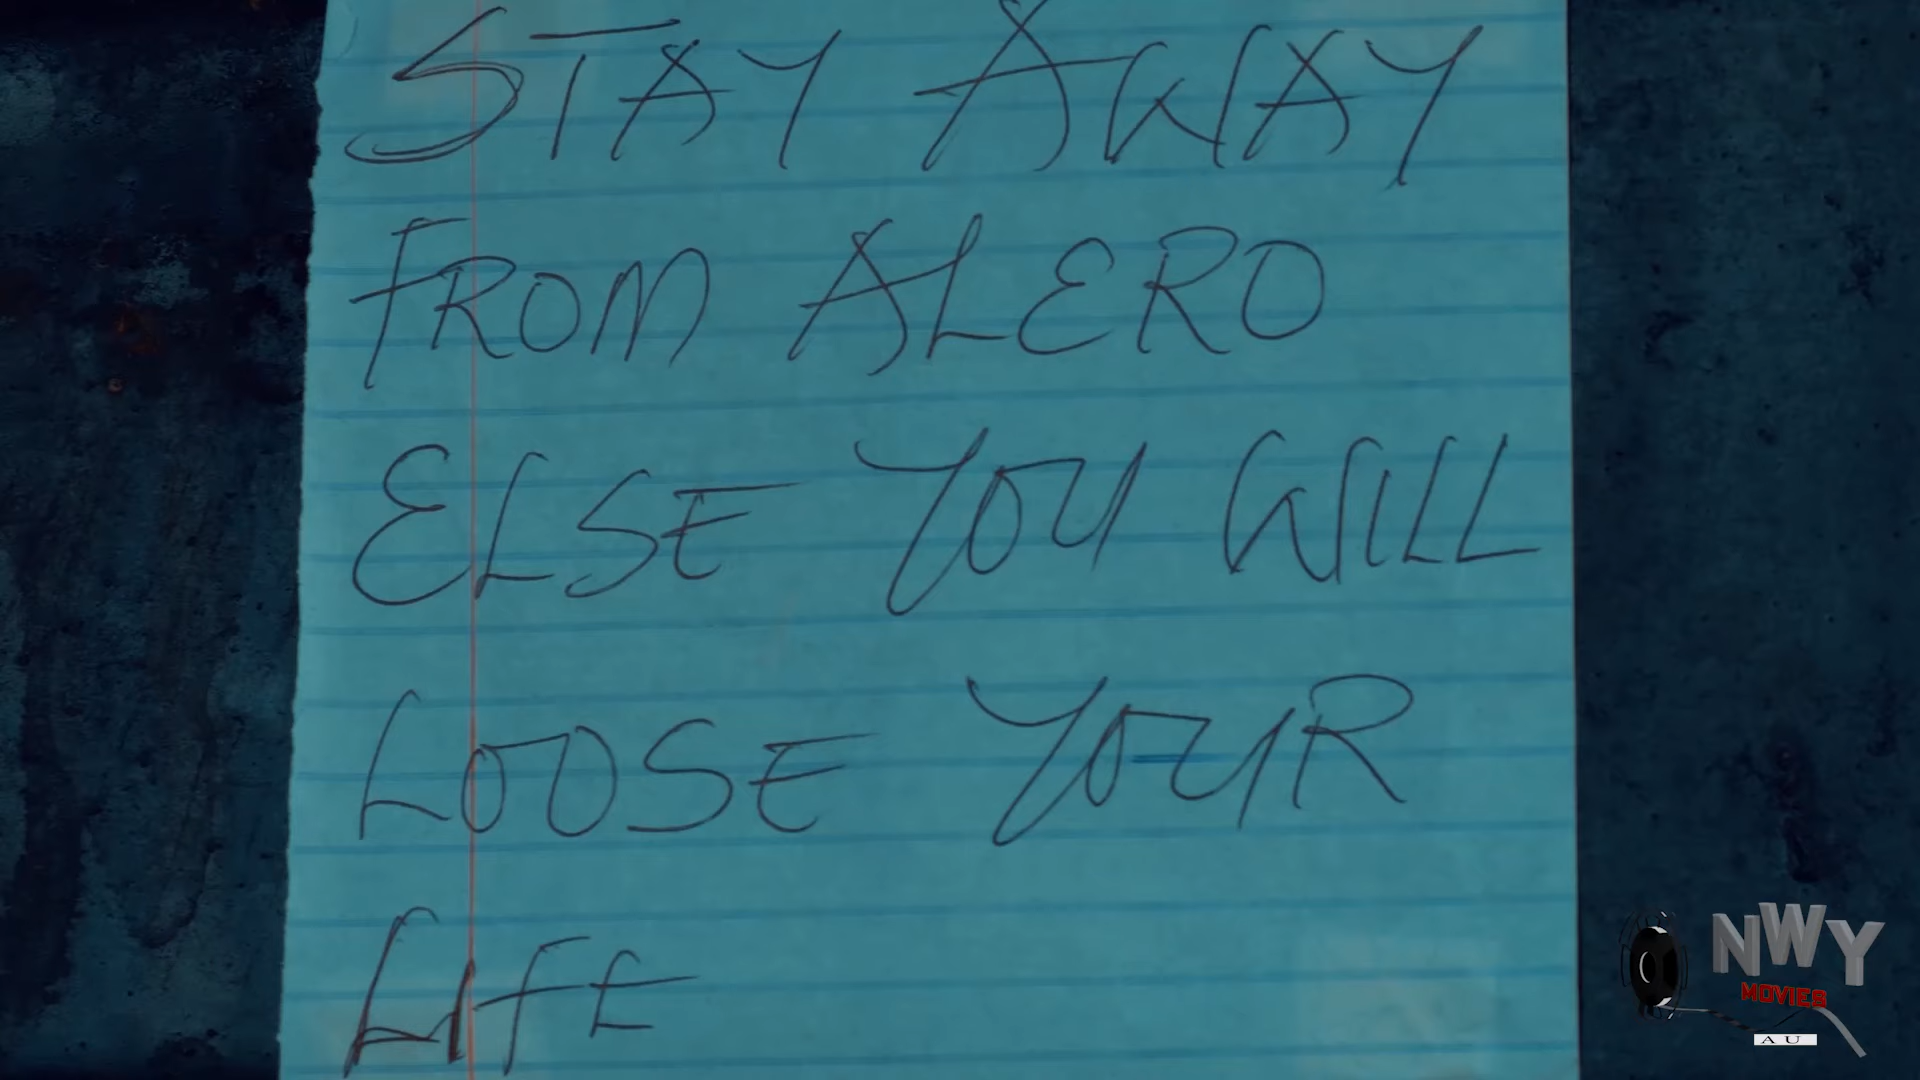 STAY AWAY
FROM ALERO
ELSE YOU WILL
LOOSE YOUR
LIFE
NWY
MOVIES
AU